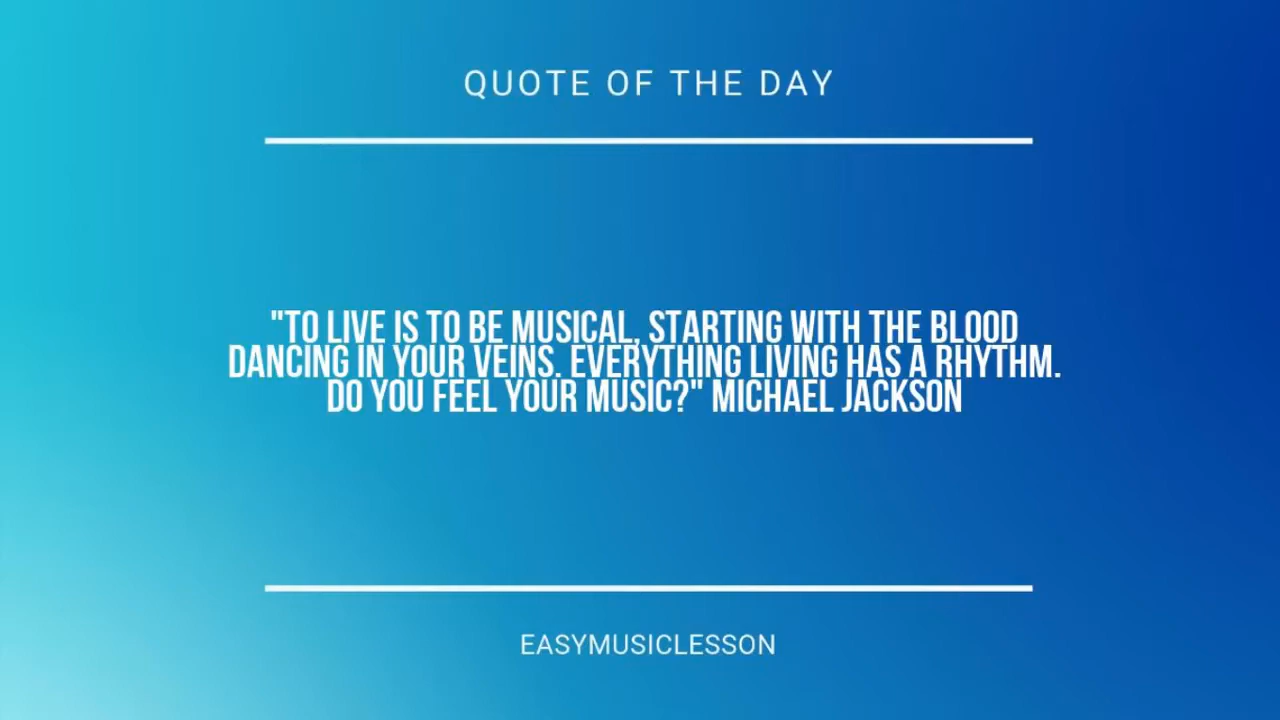 QUOTE OF THE DAY
"TO LIVE IS TO BE MUSICAL, STARTING WITH THE BLOOD
DANCING IN YOUR VEINS. EVERYTHING LIVING HAS A RHYTHM.
DO YOU FEEL YOUR MUSIC?" MICHAEL JACKSON
EASYMUSICLESSON